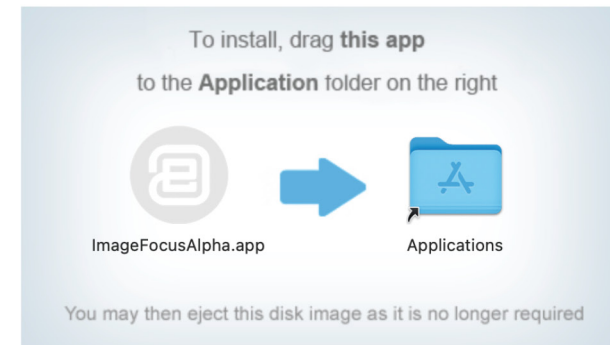 To install, drag this app
to the Application folder on the right
ImageFocusAlpha.app
Applications
You may then eject this disk image as it is no longer required